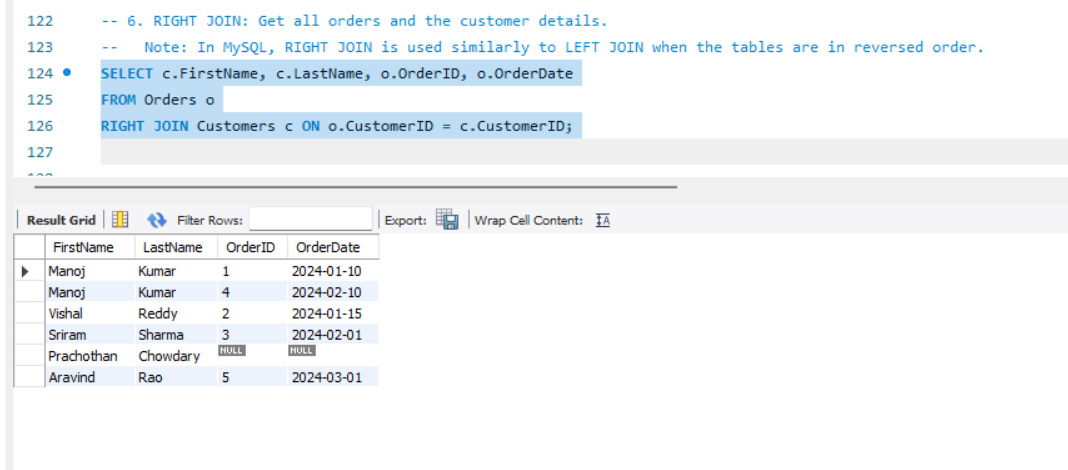 122 -- 6. RIGHT JOIN: Get all orders and the customer details.
123 -- Note: In MySQL, RIGHT JOIN is used similarly to LEFT JOIN when the tables are in reversed order.
124 SELECT c.FirstName, c.LastName, o.OrderID, o.OrderDate
125 FROM Orders o
126 RIGHT JOIN Customers c ON o.CustomerID = c.CustomerID;
127
Result Grid Filter Rows: Export: Wrap Cell Content: IA
FirstName LastName OrderID OrderDate
Manoj Kumar 1 2024-01-10
Manoj Kumar 4 2024-02-10
Vishal Reddy 2 2024-01-15
Sriram Sharma 3 2024-02-01
Prachothan Chowdary NULL NULL
Aravind Rao 5 2024-03-01